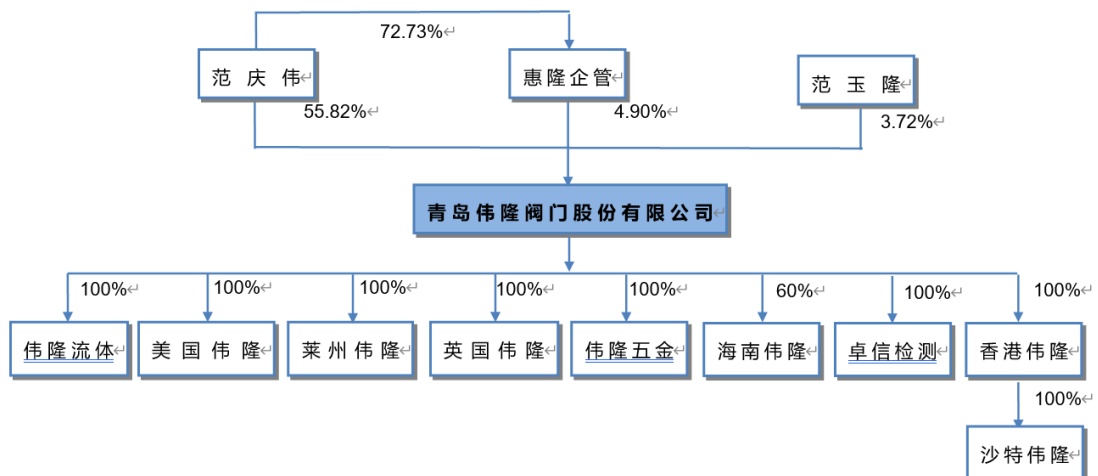 72.73%
范庆伟
惠隆企管
范玉隆
55.82%
4.90%
3.72%
青岛伟隆阀门股份有限公司
100%
100%
100%
100%
100%
60%
100%
100%
伟隆流体
美国伟隆
莱州伟隆
英国伟隆
伟隆五金
海南伟隆
卓信检测
香港伟隆
100%
沙特伟隆